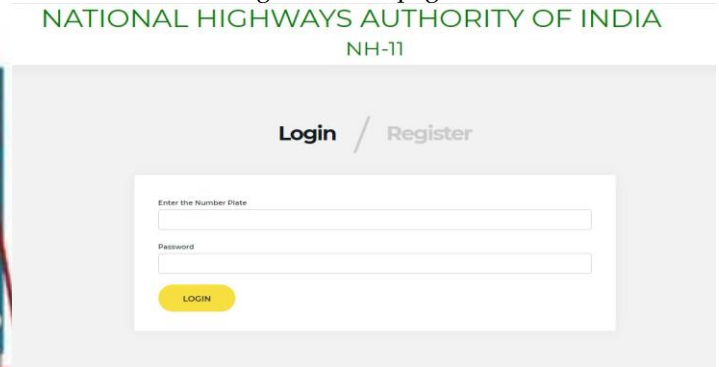 NATIONAL HIGHWAYS AUTHORITY OF INDIA
NH-11
Login / Register
Enter the Number Plate
Password
LOGIN